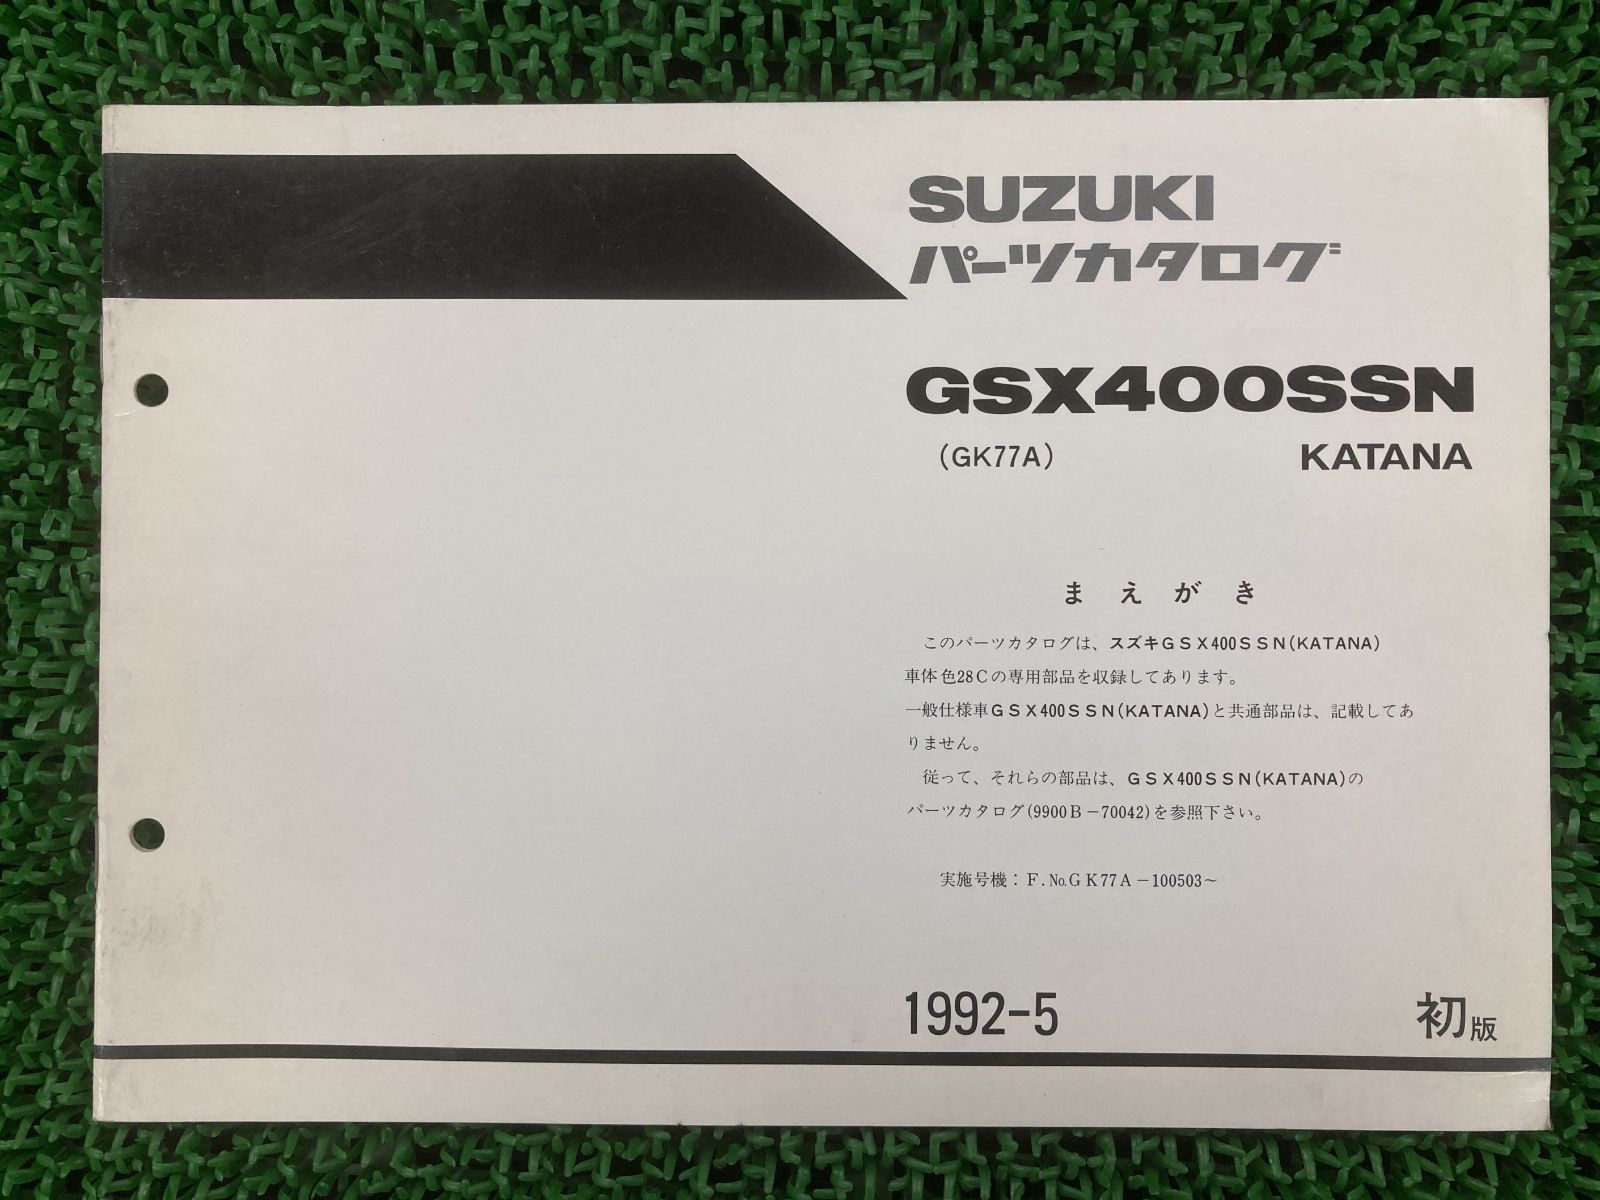 SUZUKI
パーツカタログ
GSX400SSN
(GK77A) KATANA
まえがき
このパーツカタログは、スズキGSX400SSN(KATANA)
車体色28Cの専用部品を収録してあります。
一般仕様車GSX400SSN(KATANA)と共通部品は、記載してあ
りません。
従って、それらの部品は、GSX400SSN(KATANA)の
パーツカタログ(9900B-70042)を参照下さい。
実施号機:F.No.GK77A-100503~
1992-5 初版